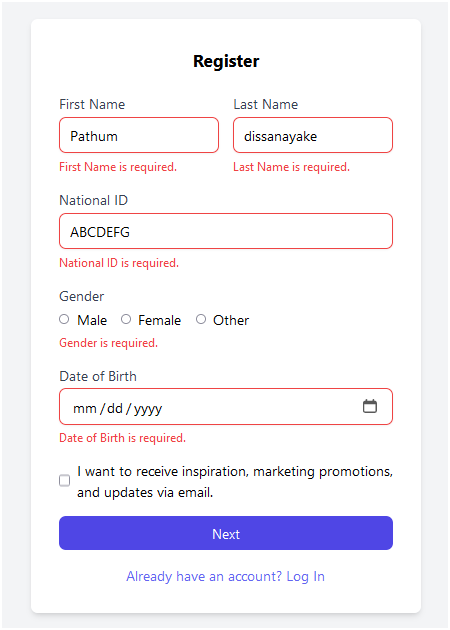 Register
First Name Last Name
Pathum dissanayake
First Name is required. Last Name is required.
National ID
ABCDEFG
National ID is required.
Gender
Male Female Other
Gender is required.
Date of Birth
mm/dd/yyyy
Date of Birth is required.
I want to receive inspiration, marketing promotions,
and updates via email.
Next
Already have an account? Log In